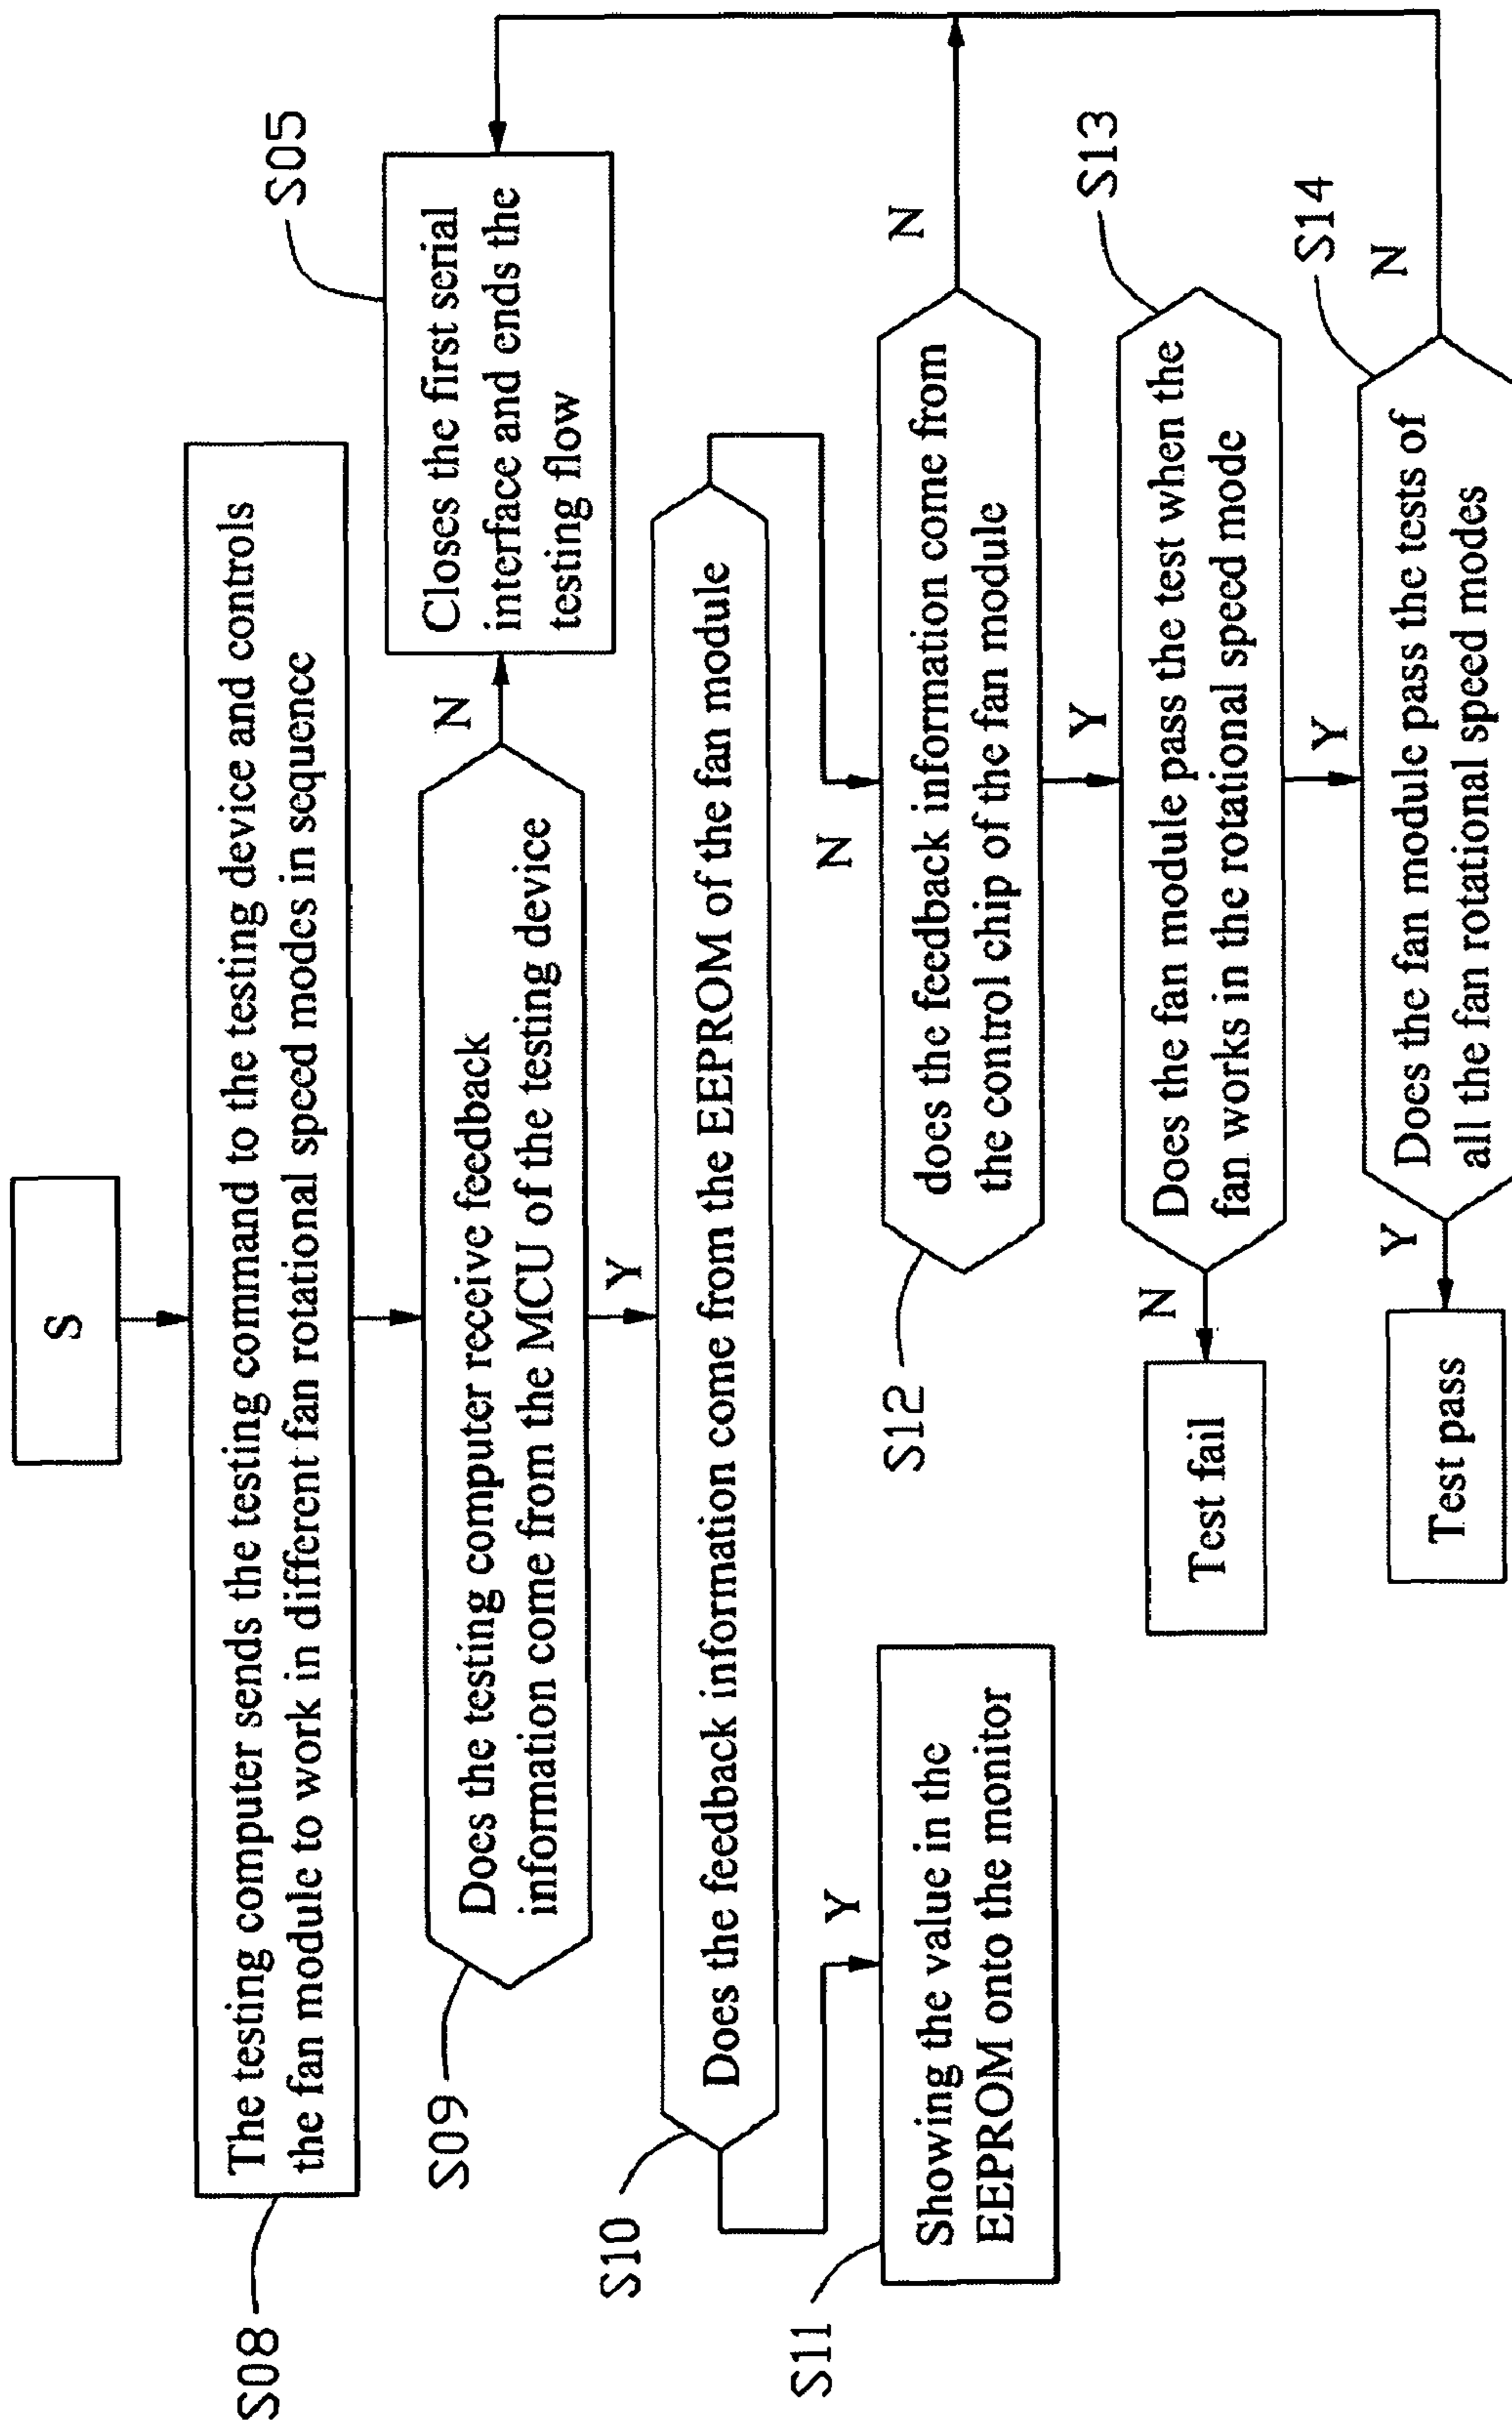 S
S08
The testing computer sends the testing command to the testing device and controls
the fan module to work in different fan rotational speed modes in sequence
S09
Does the testing computer receive feedback
information come from the MCU of the testing device
N
S05
Closes the first serial
interface and ends the
testing flow
Y
S10
Does the feedback information come from the EEPROM of the fan module
Y
N
S11
Showing the value in the
EEPROM onto the monitor
S12
does the feedback information come from
the control chip of the fan module
N
Y
S13
Does the fan module pass the test when the
fan works in the rotational speed mode
N
Test fail
Y
S14
Does the fan module pass the tests of
all the fan rotational speed modes
N
Y
Test pass